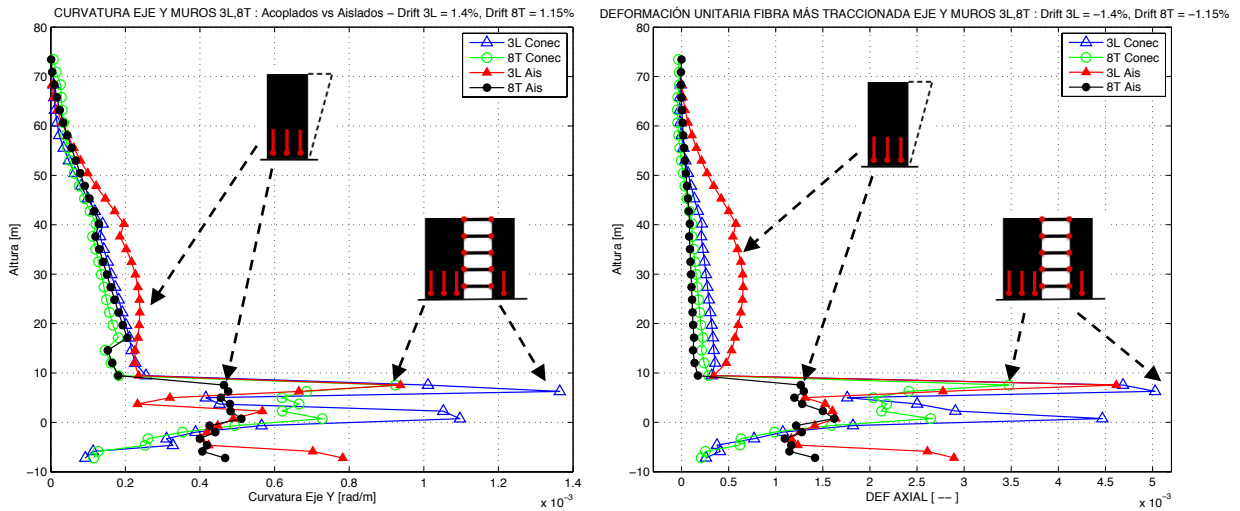 CURVATURA EJE Y MUROS 3L,8T : Acoplados vs Aislados – Drift 3L = 1.4%, Drift 8T = 1.15%
80
70
60
50
40
30
20
10
0
−10
Altura [m]
3L Conec
8T Conec
3L Ais
8T Ais
0 0.2 0.4 0.6 0.8 1 1.2 1.4
x 10⁻³
Curvatura Eje Y [rad/m]
DEFORMACIÓN UNITARIA FIBRA MÁS TRACCIONADA EJE Y MUROS 3L,8T : Drift 3L = −1.4%, Drift 8T = −1.15%
80
70
60
50
40
30
20
10
0
−10
Altura [m]
3L Conec
8T Conec
3L Ais
8T Ais
0 0.5 1 1.5 2 2.5 3 3.5 4 4.5 5
x 10⁻³
DEF AXIAL [ −− ]